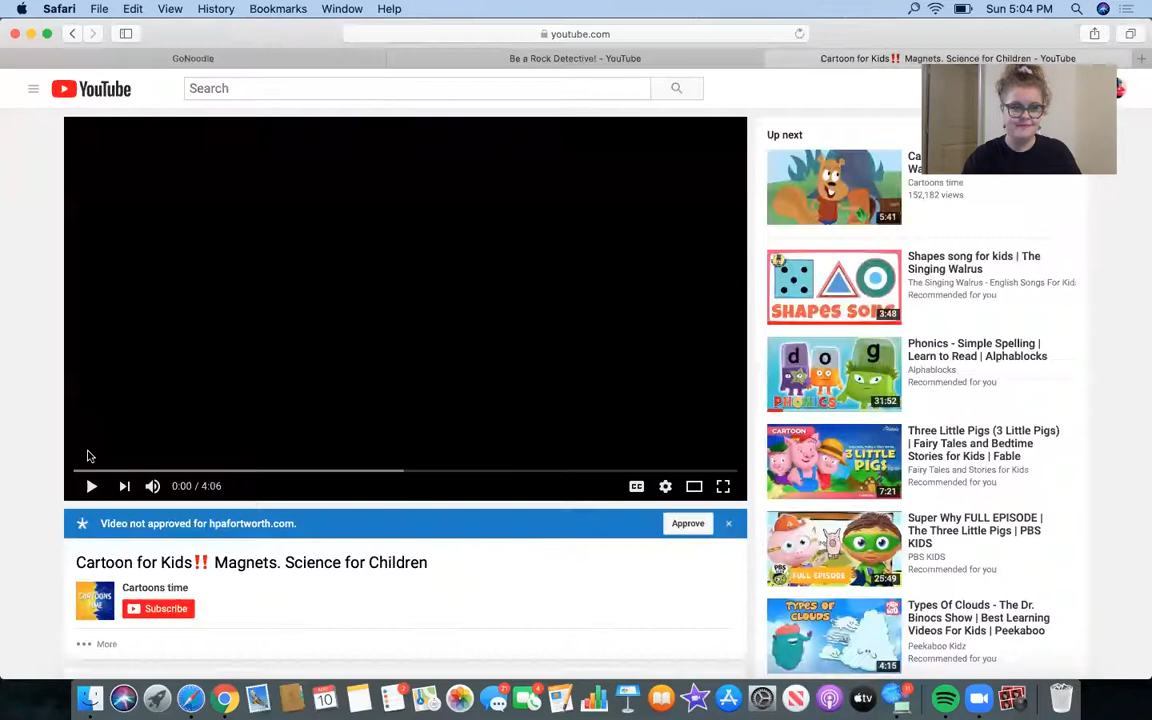 Safari File Edit View History Bookmarks Window Help
Sun 5:04 PM
youtube.com
GoNoodle
Be a Rock Detective! - YouTube
Cartoon for Kids‼️ Magnets. Science for Children - YouTube
YouTube
Search
0:00 / 4:06
CC
Video not approved for hpafortworth.com.
Approve
Cartoon for Kids‼️ Magnets. Science for Children
CARTOONS
TIME
Cartoons time
Subscribe
More
Up next
Cartoons time
152,182 views
5:41
Shapes song for kids | The
Singing Walrus
The Singing Walrus - English Songs For Kid
Recommended for you
SHAPES SONG
3:48
Phonics - Simple Spelling |
Learn to Read | Alphablocks
Alphablocks
Recommended for you
d o g
PHONICS
31:52
Three Little Pigs (3 Little Pigs)
| Fairy Tales and Bedtime
Stories for Kids | Fable
Fairy Tales and Stories for Kids
Recommended for you
CARTOON
3 LITTLE
PIGS
7:21
Super Why FULL EPISODE |
The Three Little Pigs | PBS
KIDS
PBS KIDS
Recommended for you
FULL EPISODE
25:49
Types Of Clouds - The Dr.
Binocs Show | Best Learning
Videos For Kids | Peekaboo
Peekaboo Kidz
Recommended for you
TYPES OF
CLOUDS
4:15
10
tv